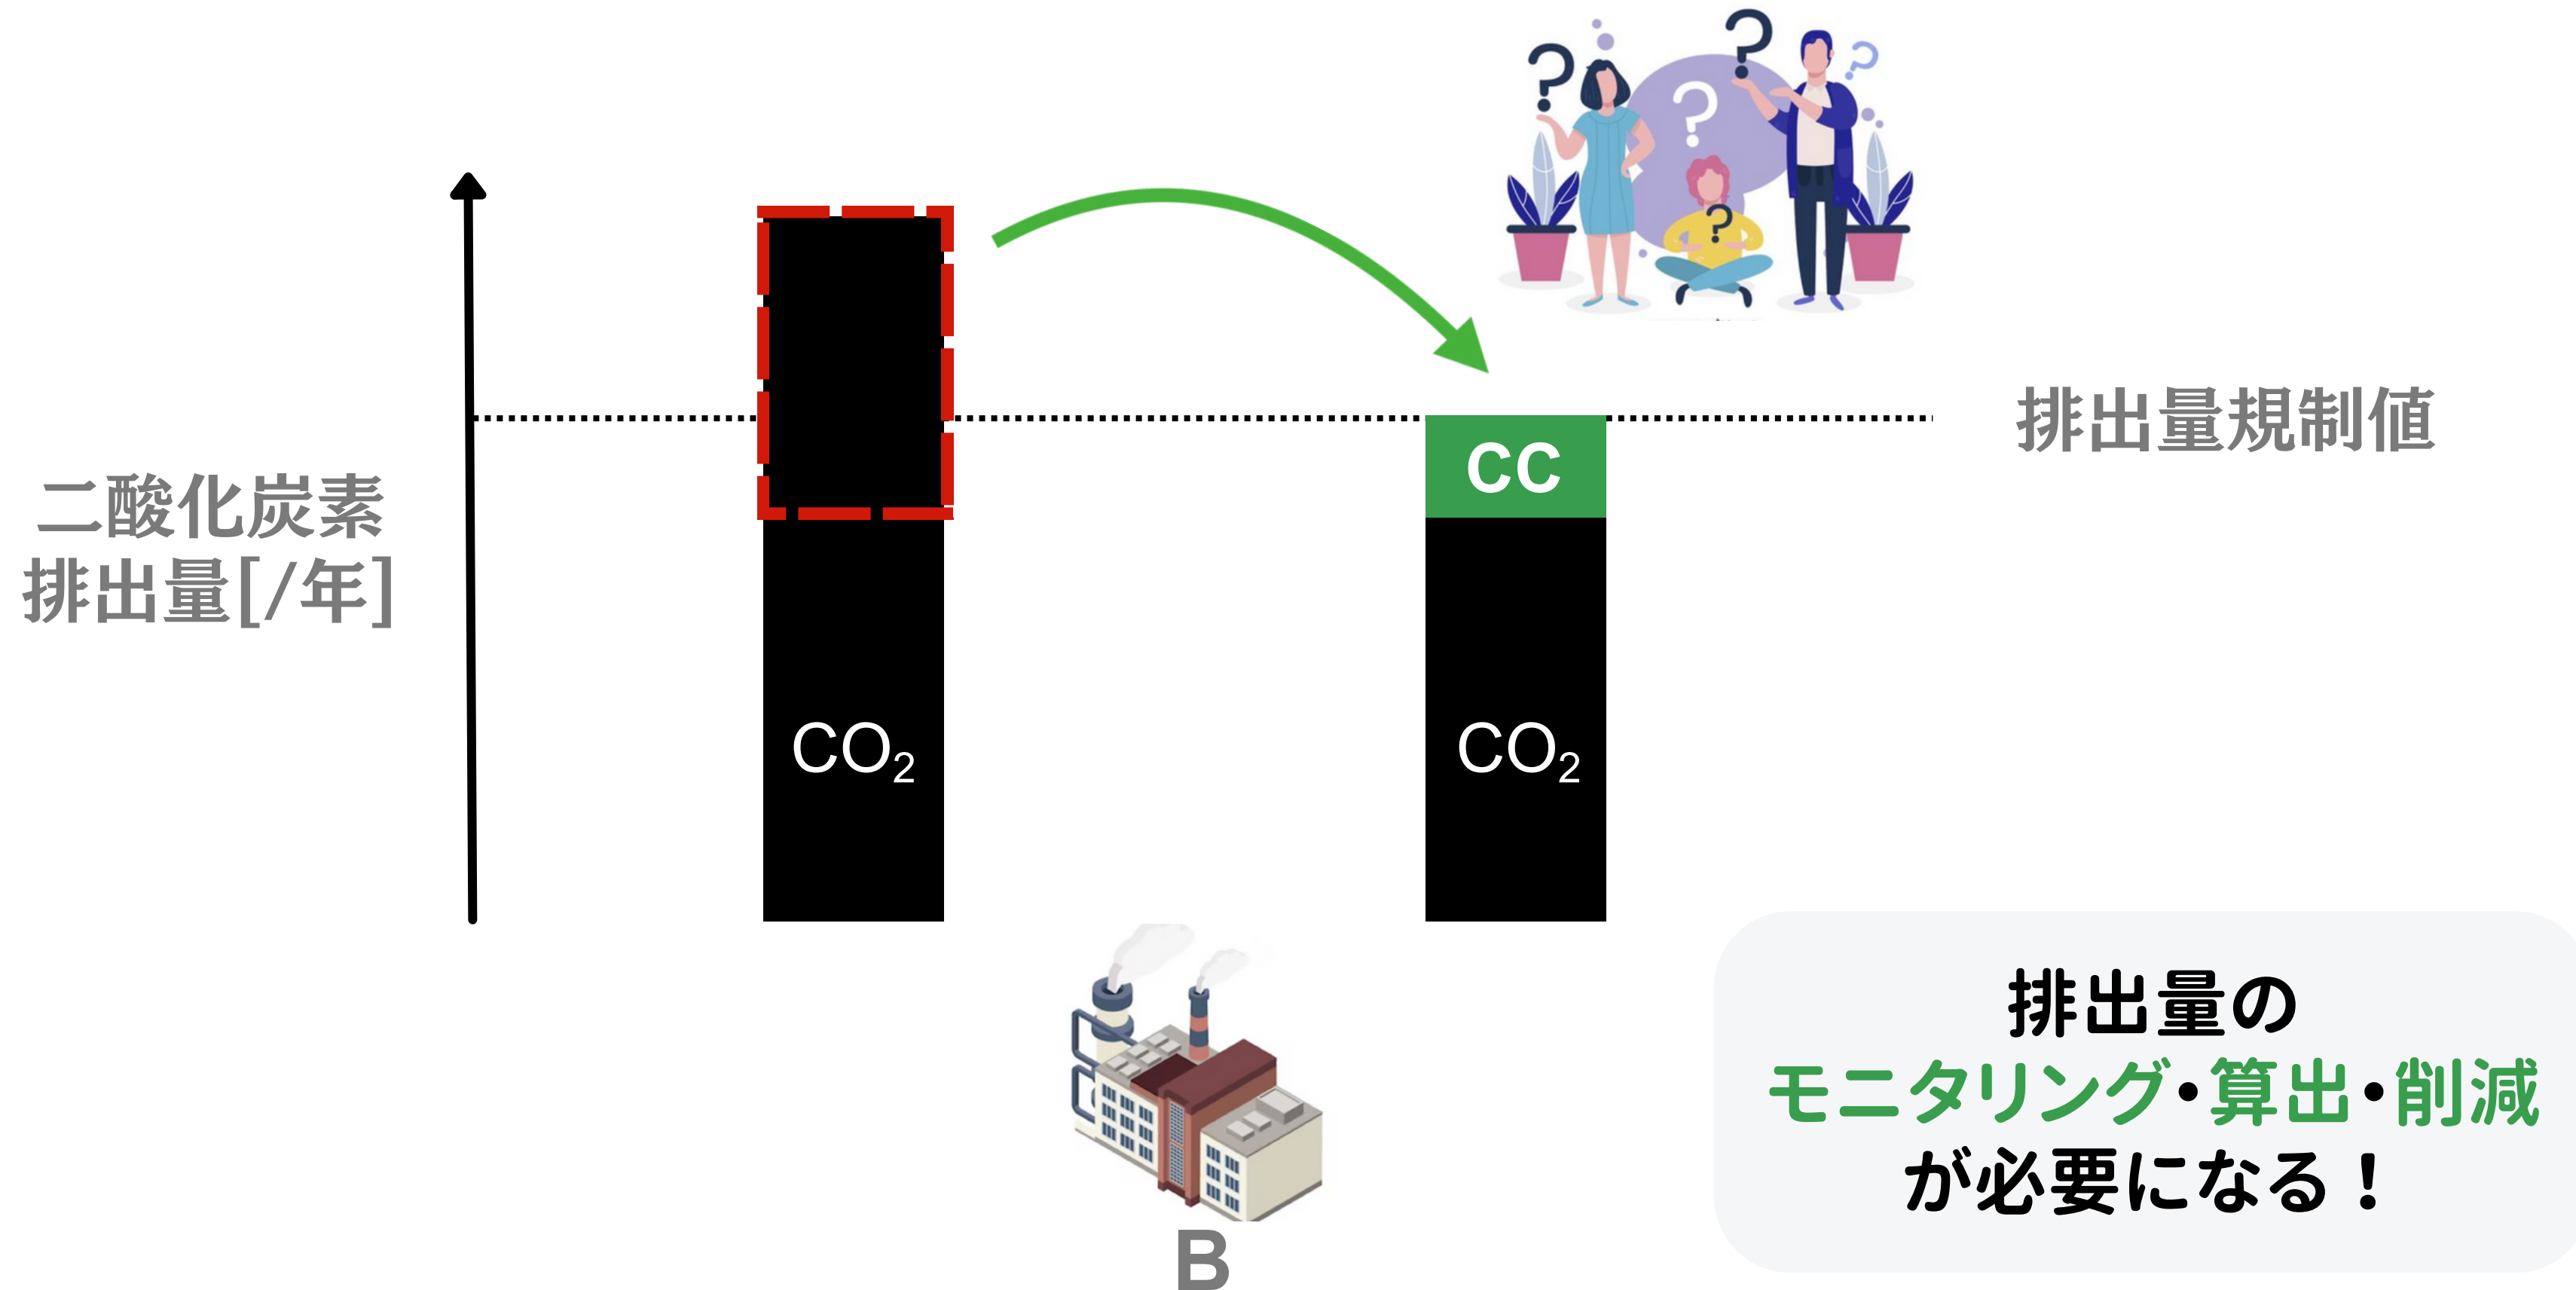 ?
?
?
?
?
排出量規制値
CC
二酸化炭素
排出量[/年]
CO₂
CO₂
排出量の
モニタリング・算出・削減
が必要になる！
B